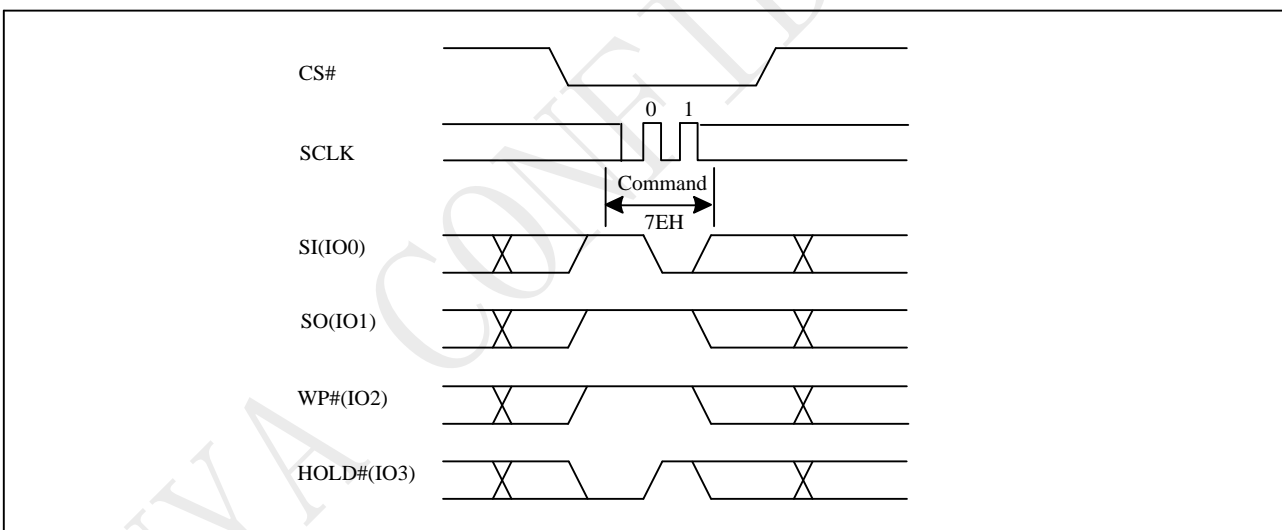 CS#
0 1
SCLK
Command
7EH
SI(IO0)
SO(IO1)
WP#(IO2)
HOLD#(IO3)